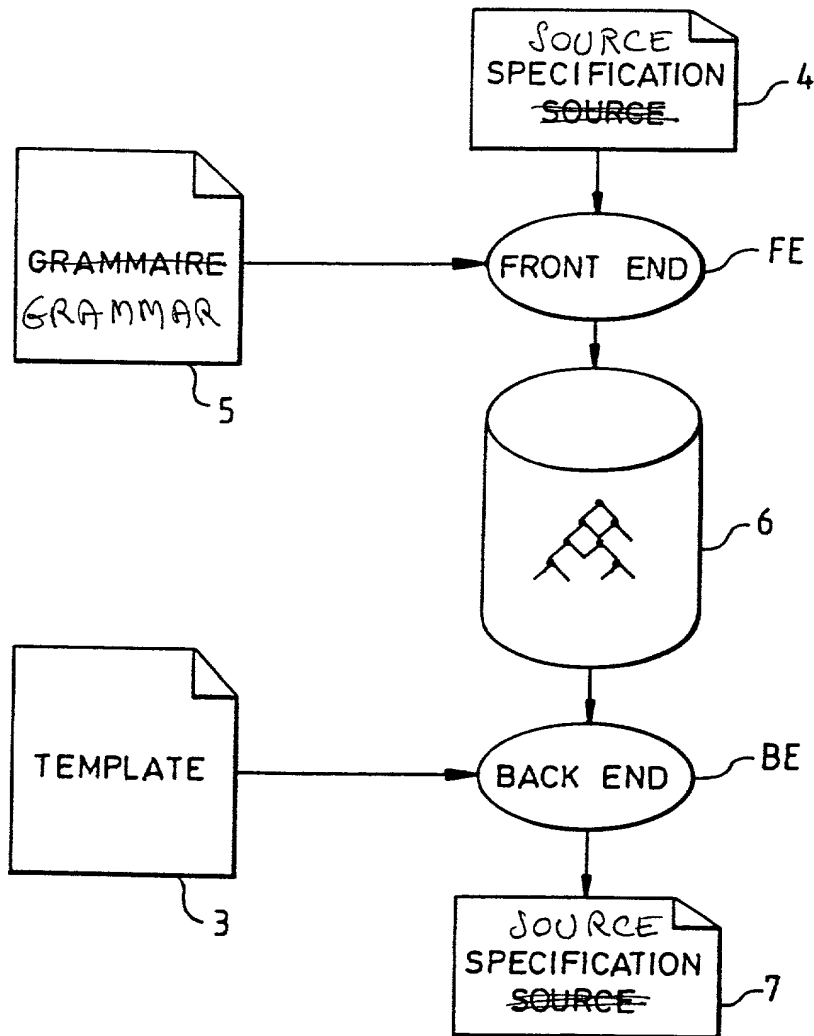 SOURCE
SPECIFICATION
SOURCE
4
GRAMMAIRE
GRAMMAR
5
FRONT END
FE
6
TEMPLATE
3
BACK END
BE
SOURCE
SPECIFICATION
SOURCE
7